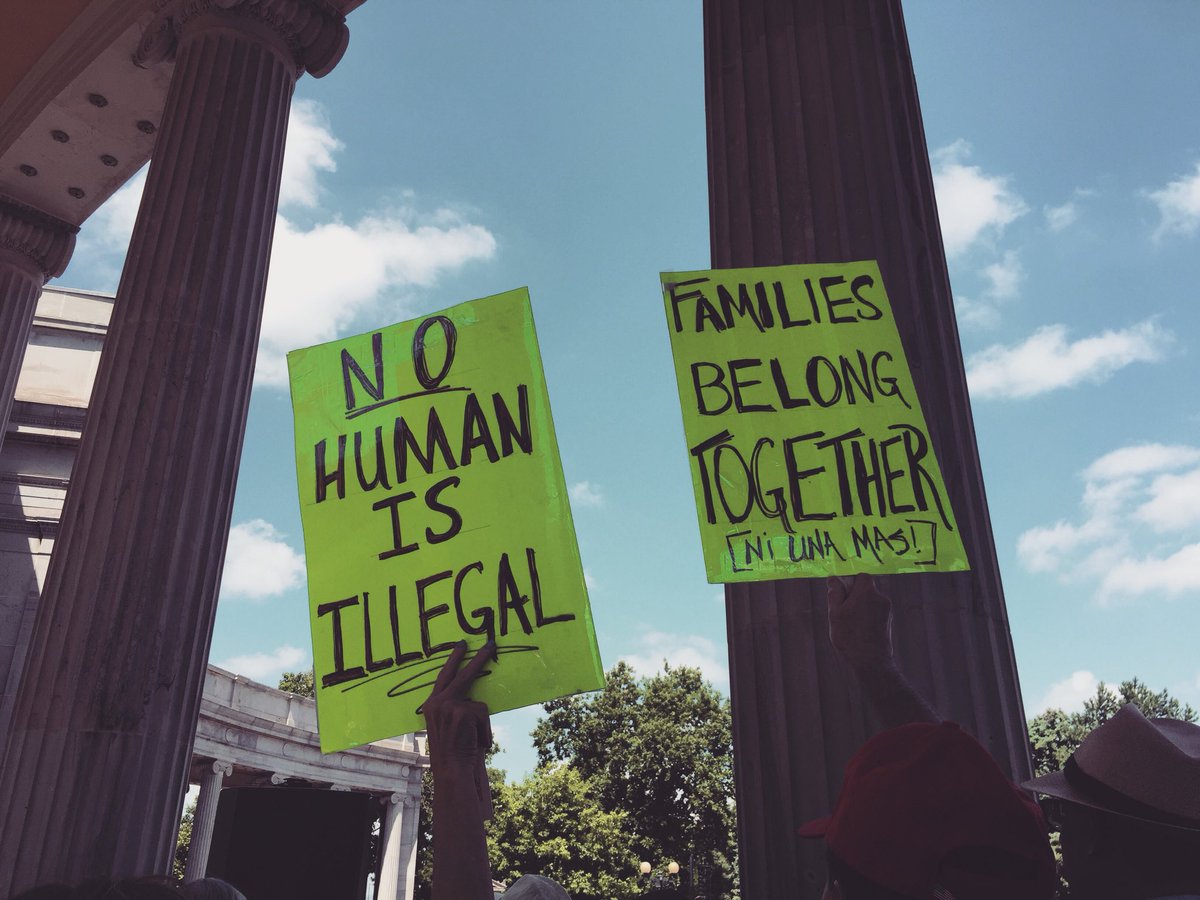 NO
HUMAN
IS
ILLEGAL
FAMILIES
BELONG
TOGETHER
[NI UNA MAS!]